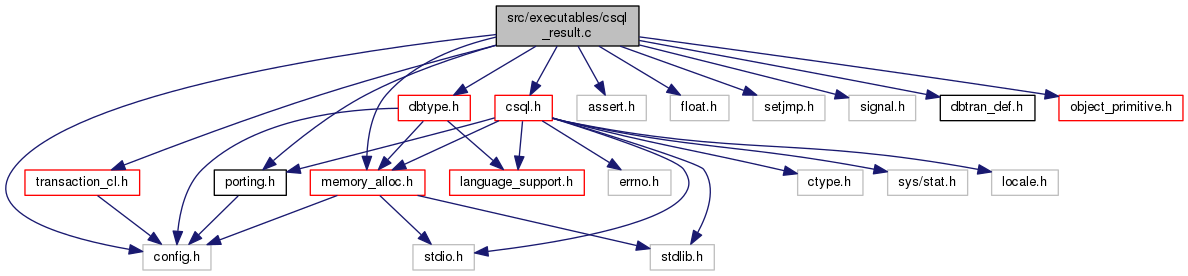 src/executables/csql
_result.c
dbtype.h
csql.h
assert.h
float.h
setjmp.h
signal.h
dbtran_def.h
object_primitive.h
transaction_cl.h
porting.h
memory_alloc.h
language_support.h
errno.h
ctype.h
sys/stat.h
locale.h
config.h
stdio.h
stdlib.h